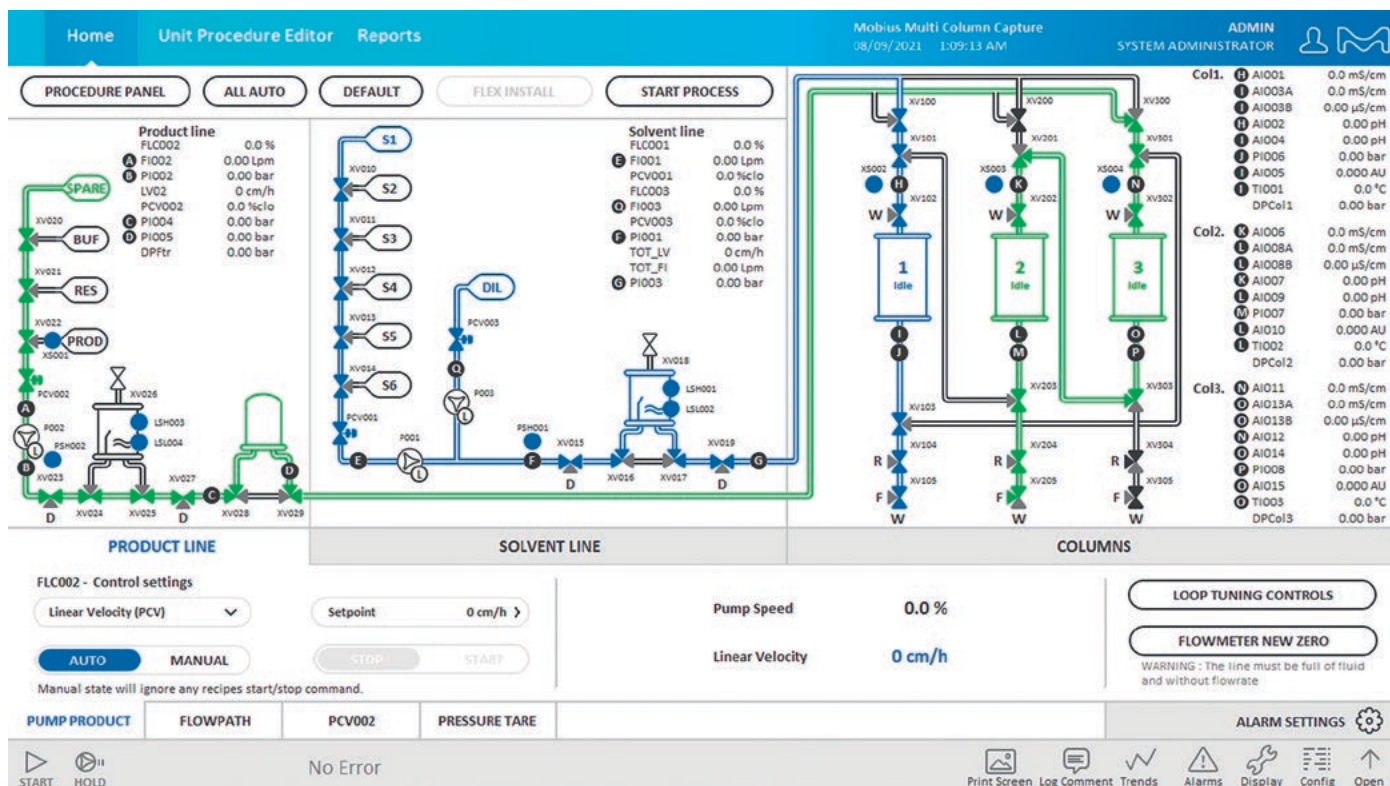 Home Unit Procedure Editor Reports
Mobius Multi Column Capture
08/09/2021 1:09:13 AM
ADMIN
SYSTEM ADMINISTRATOR
PROCEDURE PANEL ALL AUTO DEFAULT FLEX INSTALL START PROCESS
Product line
FLC002 0.0 %
A FI002 0.00 Lpm
B PI002 0.00 bar
LV02 0 cm/h
PCV002 0.0 %clo
C PI004 0.00 bar
D PI005 0.00 bar
DPFtr 0.00 bar
SPARE
XV020
BUF
XV021
RES
XV022
PROD
XS001
PCV002
A
P002
L
PSH002
B
XV026
LSH003
LSL004
XV023
D
XV024
XV025
XV027
D
C
XV028
D
XV029
S1
XV010
S2
XV011
S3
XV012
S4
XV013
S5
XV014
S6
PCV001
E
P001
L
DIL
PCV003
Q
P003
L
Solvent line
FLC001 0.0 %
E FI001 0.00 Lpm
PCV001 0.0 %clo
FLC003 0.0 %
Q FI003 0.00 Lpm
PCV003 0.0 %clo
F PI001 0.00 bar
TOT_LV 0 cm/h
TOT_FI 0.00 Lpm
G PI003 0.00 bar
XV018
LSH001
LSL002
PSH001
F
XV015
D
XV016
XV017
XV019
D
G
XV100 XV200 XV300
XV101 XV201 XV301
XS002 H XS003 K XS004 N
XV102 XV202 XV302
W W W
1 2 3
Idle Idle Idle
I L O
J M P
XV103 XV203 XV303
XV104 XV204 XV304
R R R
XV105 XV205 XV305
F F F
W W W
Col1. H AI001 0.0 mS/cm
I AI003A 0.0 mS/cm
I AI003B 0.00 µS/cm
H AI002 0.00 pH
I AI004 0.00 pH
J PI006 0.00 bar
I AI005 0.000 AU
I TI001 0.0 °C
DPCol1 0.00 bar
Col2. K AI006 0.0 mS/cm
L AI008A 0.0 mS/cm
L AI008B 0.00 µS/cm
K AI007 0.00 pH
L AI009 0.00 pH
M PI007 0.00 bar
L AI010 0.000 AU
L TI002 0.0 °C
DPCol2 0.00 bar
Col3. N AI011 0.0 mS/cm
O AI013A 0.0 mS/cm
O AI013B 0.00 µS/cm
N AI012 0.00 pH
O AI014 0.00 pH
P PI008 0.00 bar
O AI015 0.000 AU
O TI003 0.0 °C
DPCol3 0.00 bar
PRODUCT LINE SOLVENT LINE COLUMNS
FLC002 - Control settings
Linear Velocity (PCV) Setpoint 0 cm/h
AUTO MANUAL STOP START
Manual state will ignore any recipes start/stop command.
Pump Speed 0.0 %
Linear Velocity 0 cm/h
LOOP TUNING CONTROLS
FLOWMETER NEW ZERO
WARNING : The line must be full of fluid
and without flowrate
PUMP PRODUCT FLOWPATH PCV002 PRESSURE TARE ALARM SETTINGS
START HOLD No Error Print Screen Log Comment Trends Alarms Display Config Open